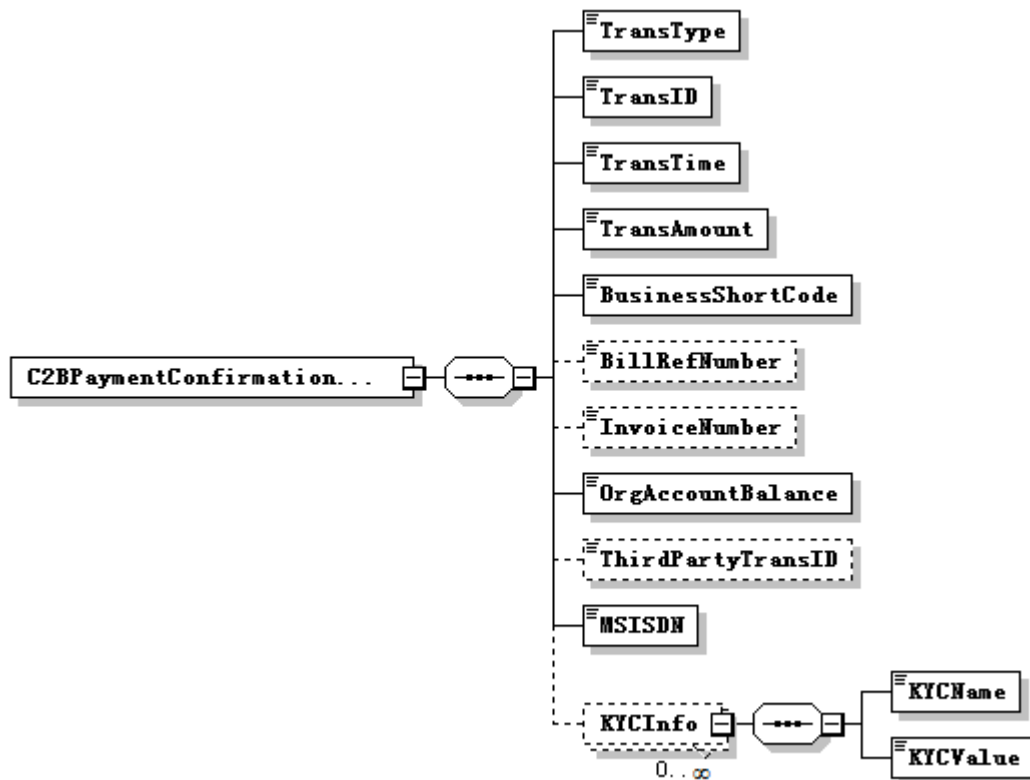 TransType
TransID
TransTime
TransAmount
BusinessShortCode
BillRefNumber
InvoiceNumber
C2BPaymentConfirmation...
OrgAccountBalance
ThirdPartyTransID
MSISDN
KYCInfo
0..∞
KYCName
KYCValue